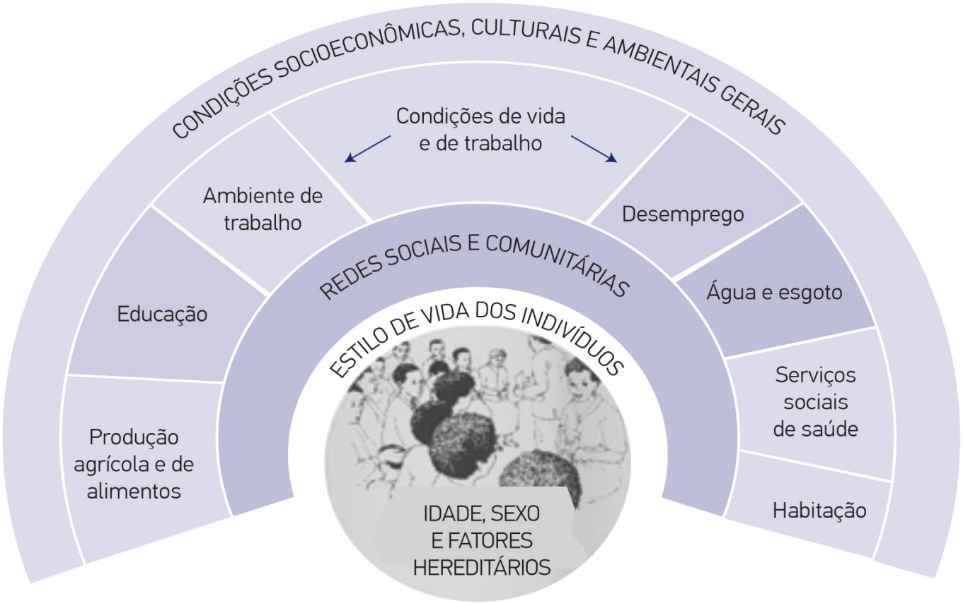 CONDIÇÕES SOCIOECONÔMICAS, CULTURAIS E AMBIENTAIS GERAIS
Condições de vida
e de trabalho
Ambiente de
trabalho
Desemprego
REDES SOCIAIS E COMUNITÁRIAS
Educação
Água e esgoto
ESTILO DE VIDA DOS INDIVÍDUOS
Serviços
sociais
de saúde
Produção
agrícola e de
alimentos
Habitação
IDADE, SEXO
E FATORES
HEREDITÁRIOS